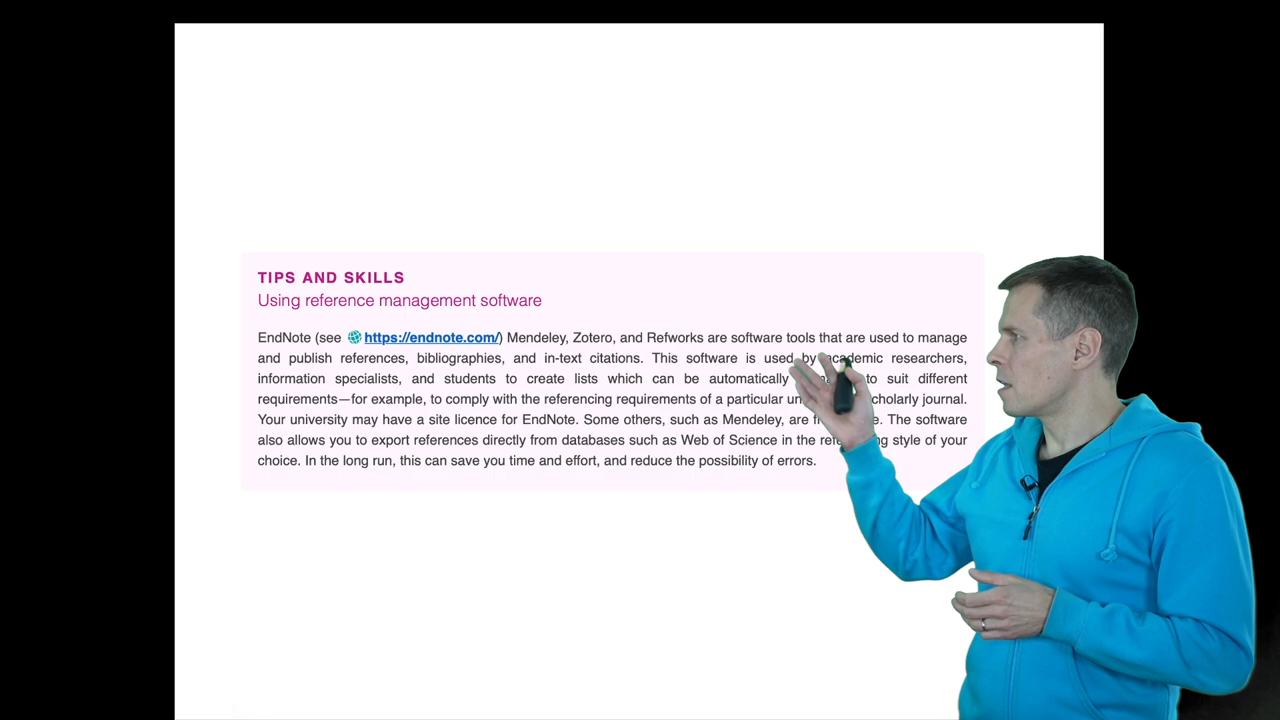 TIPS AND SKILLS
Using reference management software
EndNote (see https://endnote.com/) Mendeley, Zotero, and Refworks are software tools that are used to manage
and publish references, bibliographies, and in-text citations. This software is used by academic researchers,
information specialists, and students to create lists which can be automatically to suit different
requirements—for example, to comply with the referencing requirements of a particular scholarly journal.
Your university may have a site licence for EndNote. Some others, such as Mendeley, are The software
also allows you to export references directly from databases such as Web of Science in the style of your
choice. In the long run, this can save you time and effort, and reduce the possibility of errors.